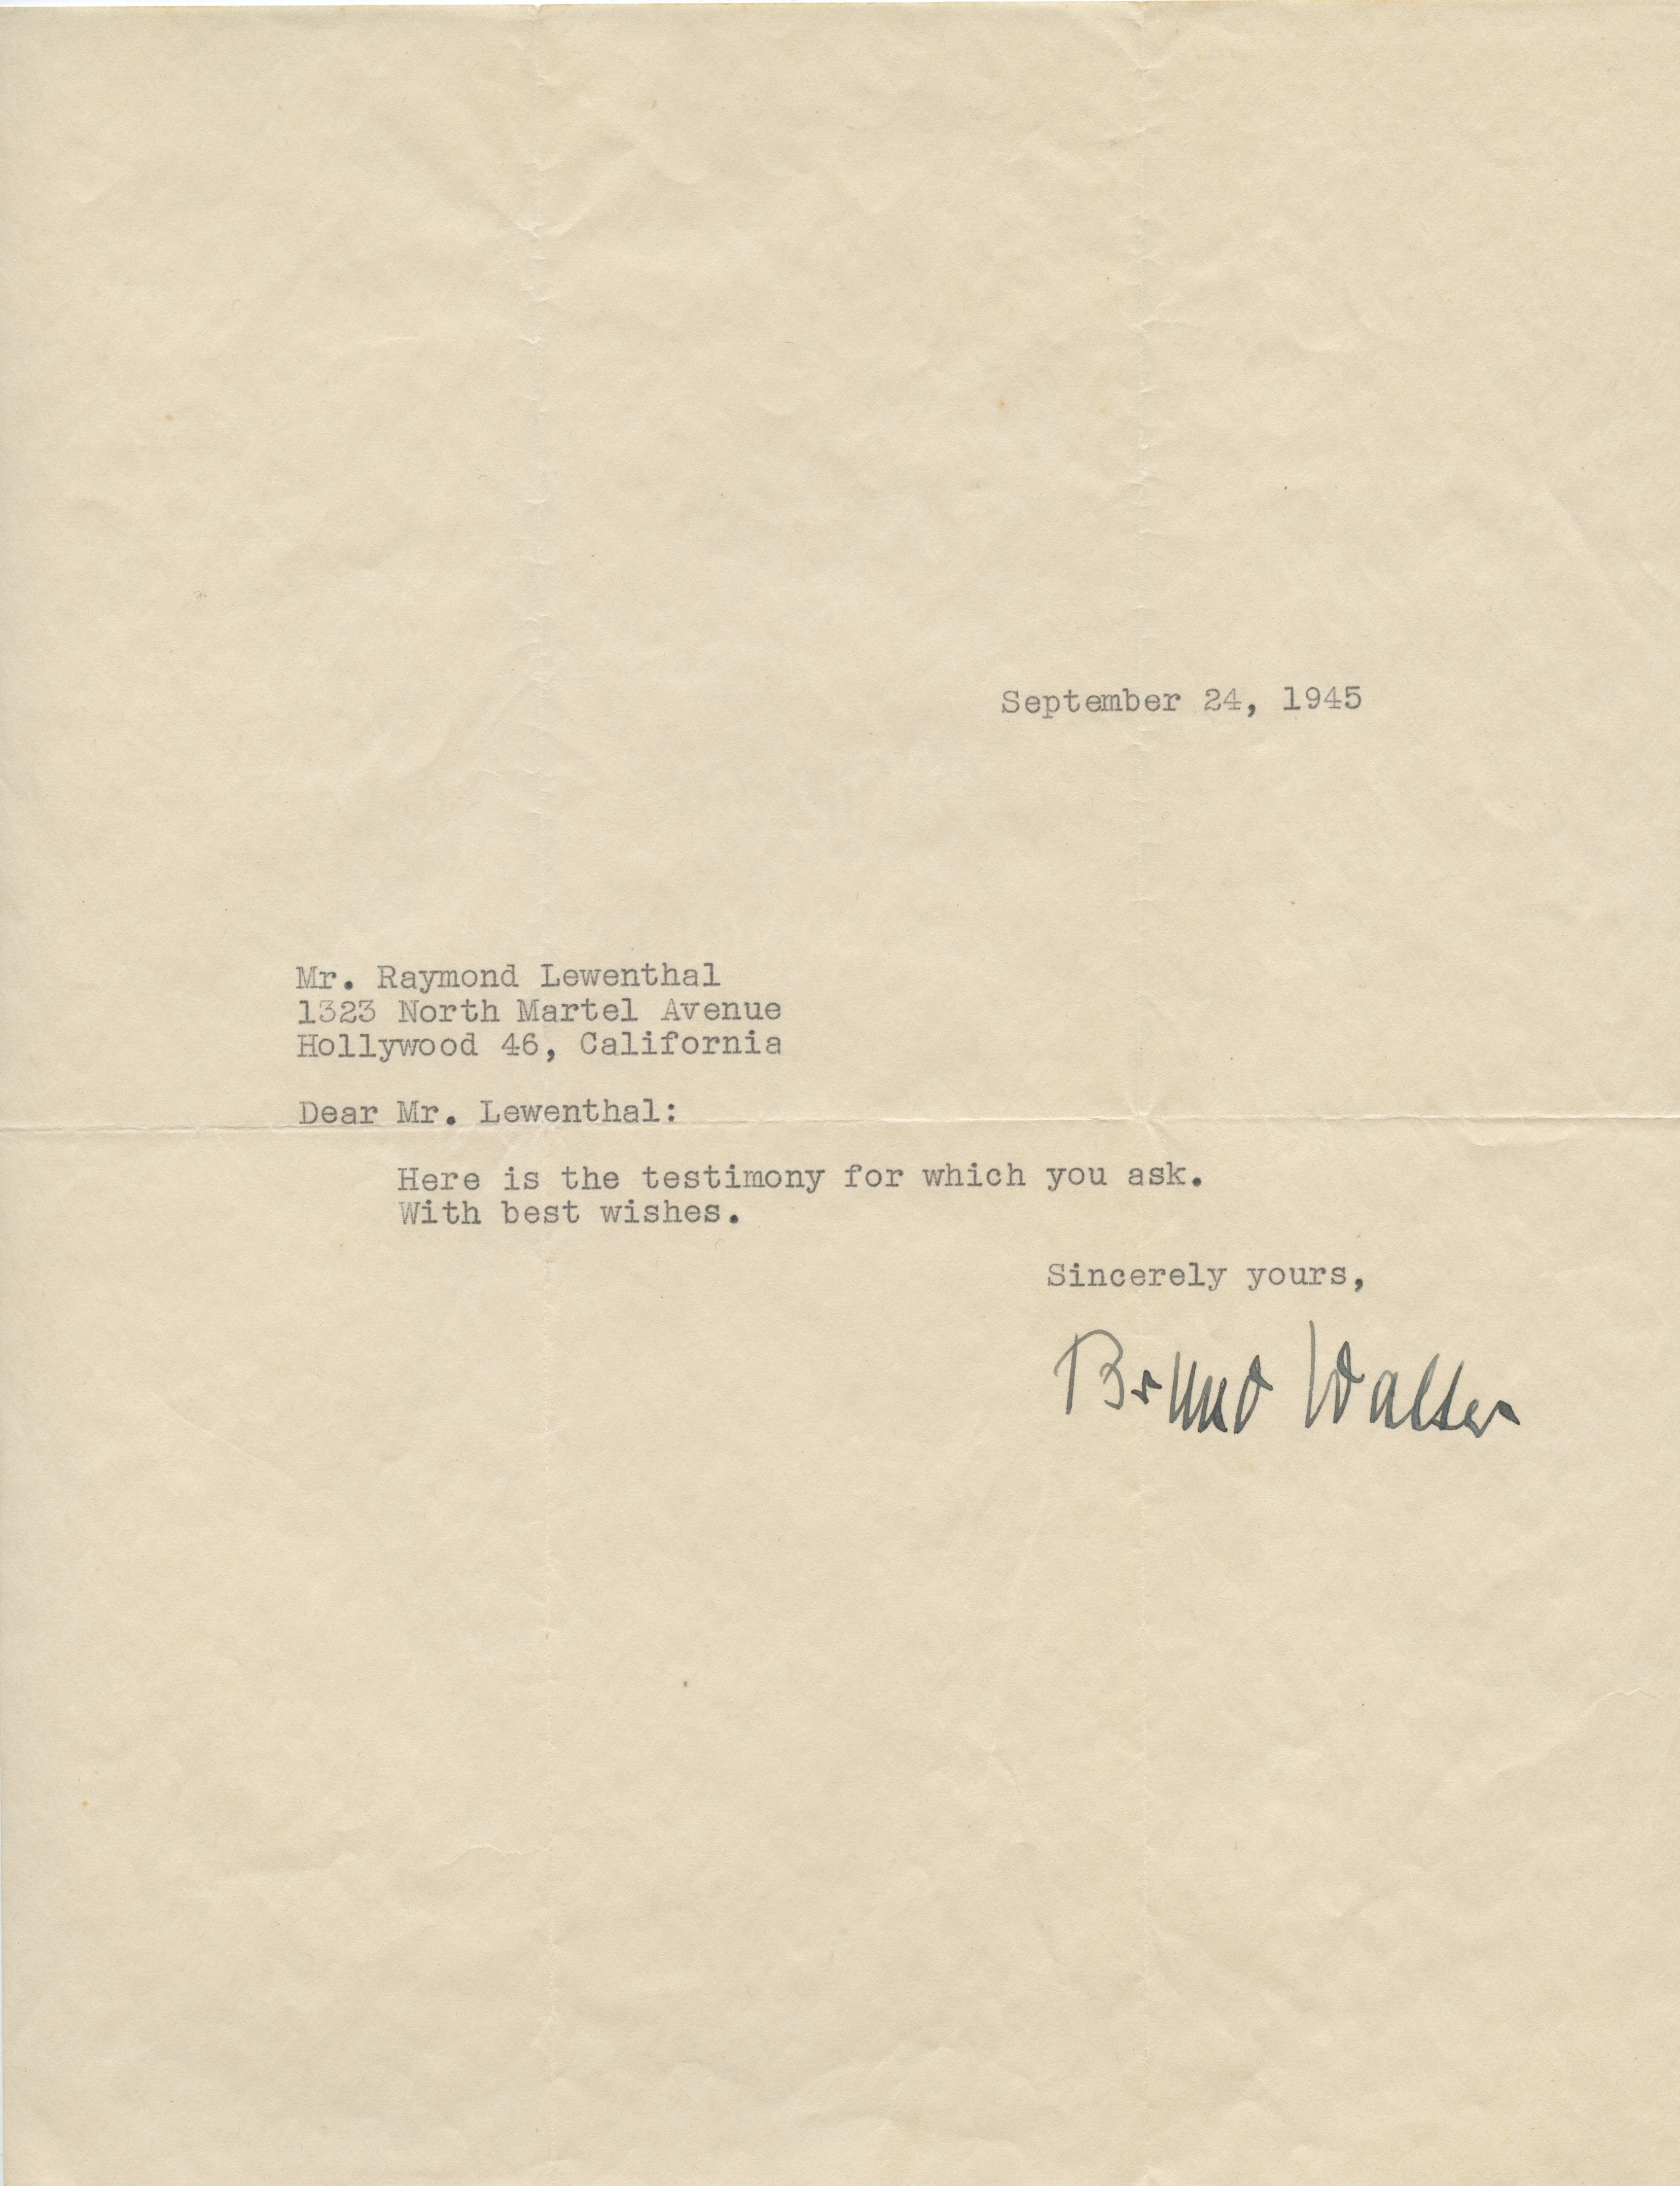 September 24, 1945
Mr. Raymond Lewenthal
1323 North Martel Avenue
Hollywood 46, California
Dear Mr. Lewenthal:
Here is the testimony for which you ask.
With best wishes.
Sincerely yours,
Bruno Walter